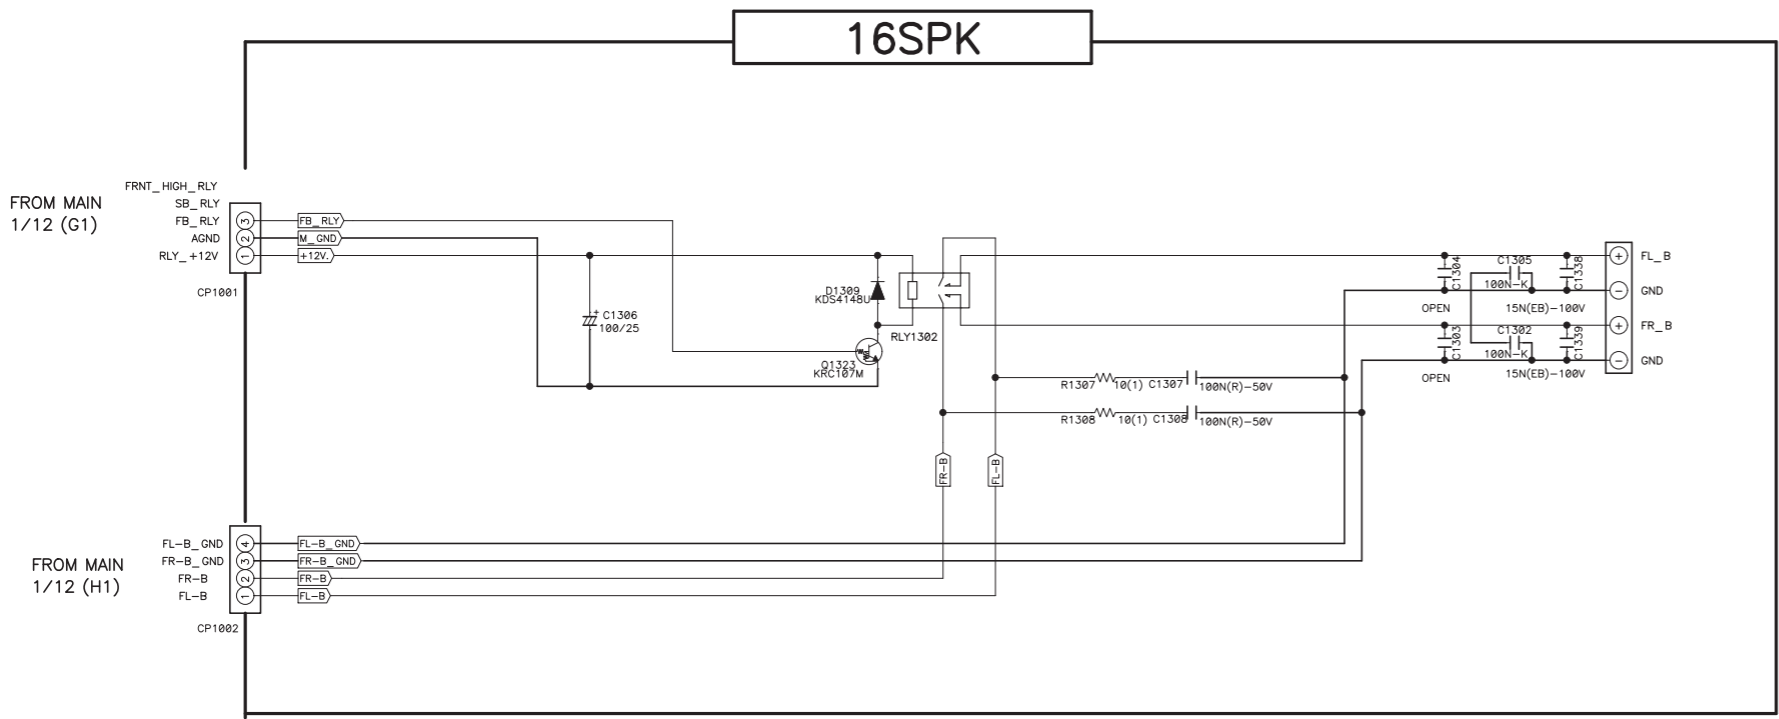 16SPK
FRNT_HIGH_RLY
SB_RLY
FB_RLY
AGND
RLY_+12V
FROM MAIN
1/12 (G1)
3
2
1
CP1001
FB_RLY
M_GND
+12V.
+
C1306
100/25
D1309
KDS4148U
RLY1302
Q1323
KRC107M
R1307
10(1)
C1307
100N(R)-50V
R1308
10(1)
C1308
100N(R)-50V
FR-B
FL-B
C1304
OPEN
C1305
100N-K
C1338
15N(EB)-100V
C1303
OPEN
C1302
100N-K
C1339
15N(EB)-100V
+
FL_B
−
GND
+
FR_B
−
GND
FROM MAIN
1/12 (H1)
FL-B_GND
FR-B_GND
FR-B
FL-B
4
3
2
1
CP1002
FL-B_GND
FR-B_GND
FR-B
FL-B